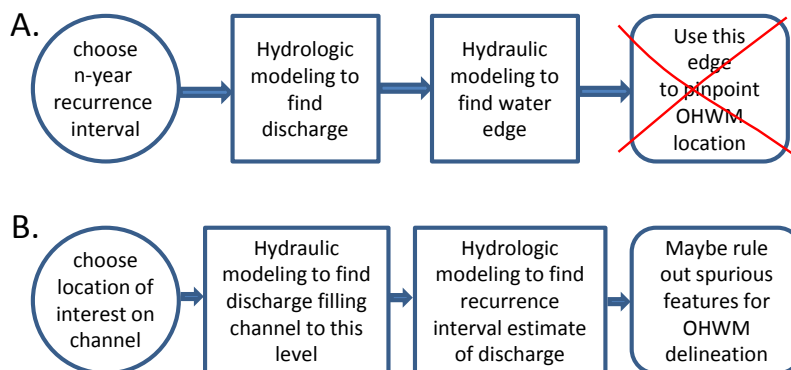 A.
choose
n-year
recurrence
interval
Hydrologic
modeling to
find
discharge
Hydraulic
modeling to
find water
edge
Use this
edge
to pinpoint
OHWM
location
B.
choose
location of
interest on
channel
Hydraulic
modeling to find
discharge filling
channel to this
level
Hydrologic
modeling to find
recurrence
interval estimate
of discharge
Maybe rule
out spurious
features for
OHWM
delineation